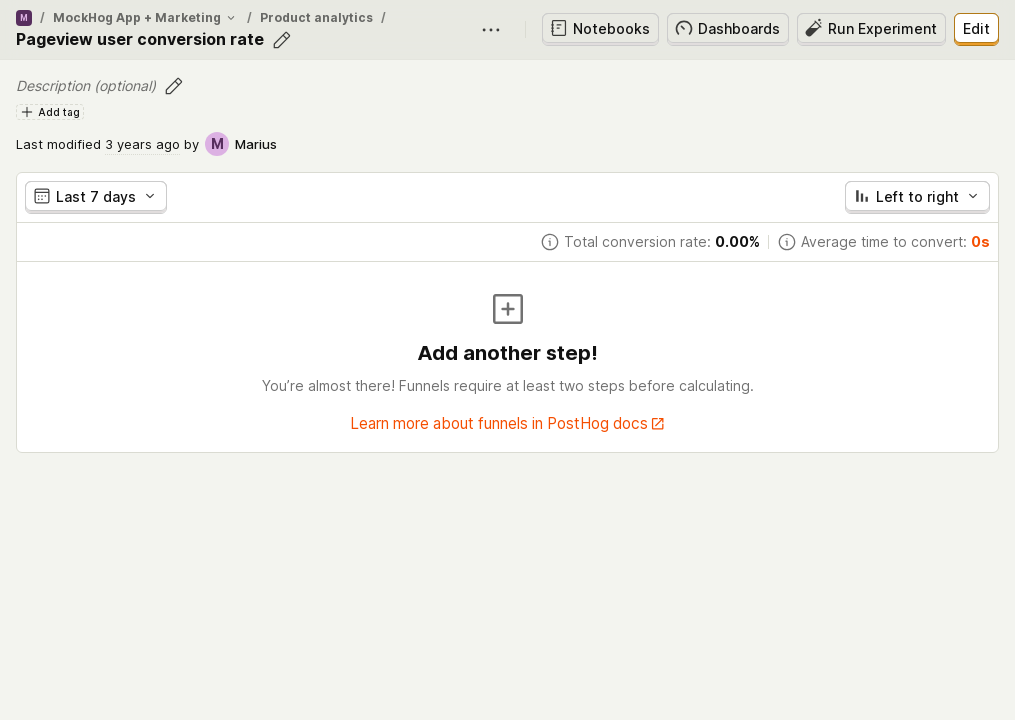 M / MockHog App + Marketing / Product analytics /
Pageview user conversion rate
Notebooks
Dashboards
Run Experiment
Edit
Description (optional)
Add tag
Last modified 3 years ago by M Marius
Last 7 days
Left to right
Total conversion rate: 0.00%
Average time to convert: 0s
Add another step!
You’re almost there! Funnels require at least two steps before calculating.
Learn more about funnels in PostHog docs